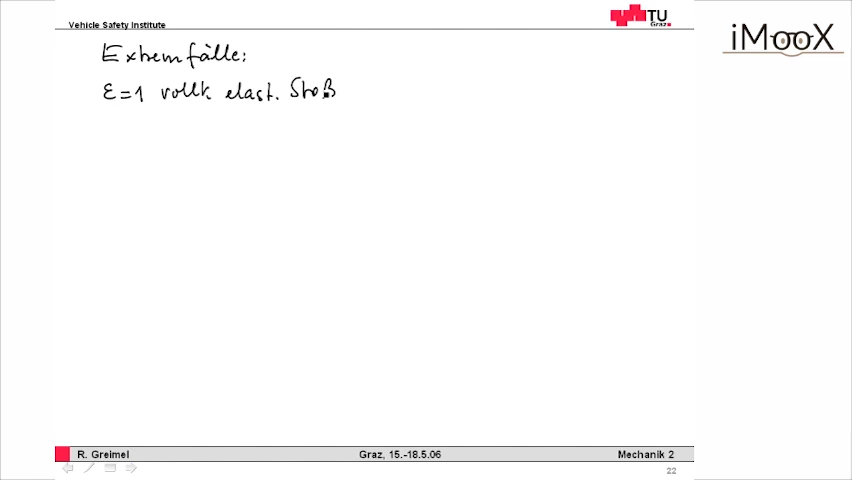 Vehicle Safety Institute
TU
Graz
iMooX
Extremfälle:
ε=1 vollk elast. Stoß
R. Greimel
Graz, 15.-18.5.06
Mechanik 2
22